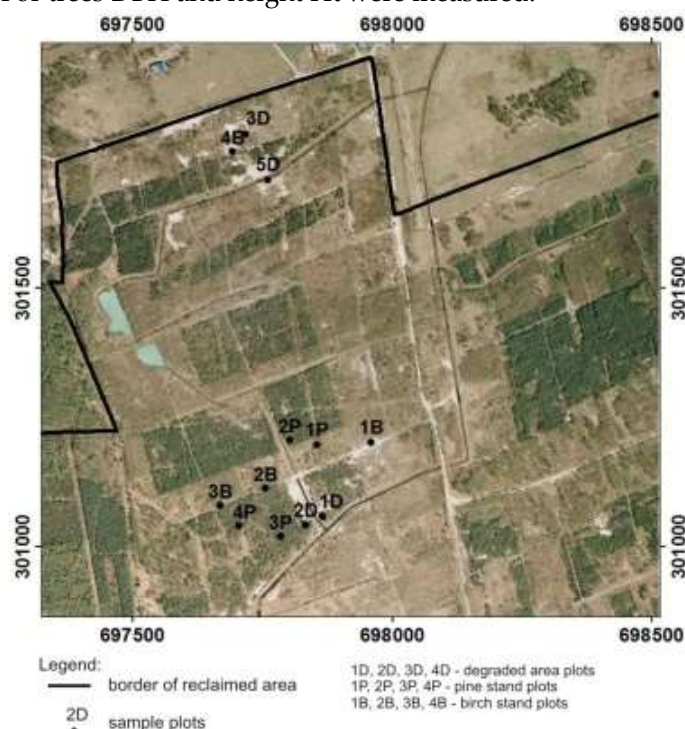 697500 698000 698500
3D
4B
5D
301500 301500
2P 1P 1B
2B
3B 1D
4P 2D
3P
301000 301000
697500 698000 698500
Legend:
border of reclaimed area
2D
sample plots
1D, 2D, 3D, 4D - degraded area plots
1P, 2P, 3P, 4P - pine stand plots
1B, 2B, 3B, 4B - birch stand plots